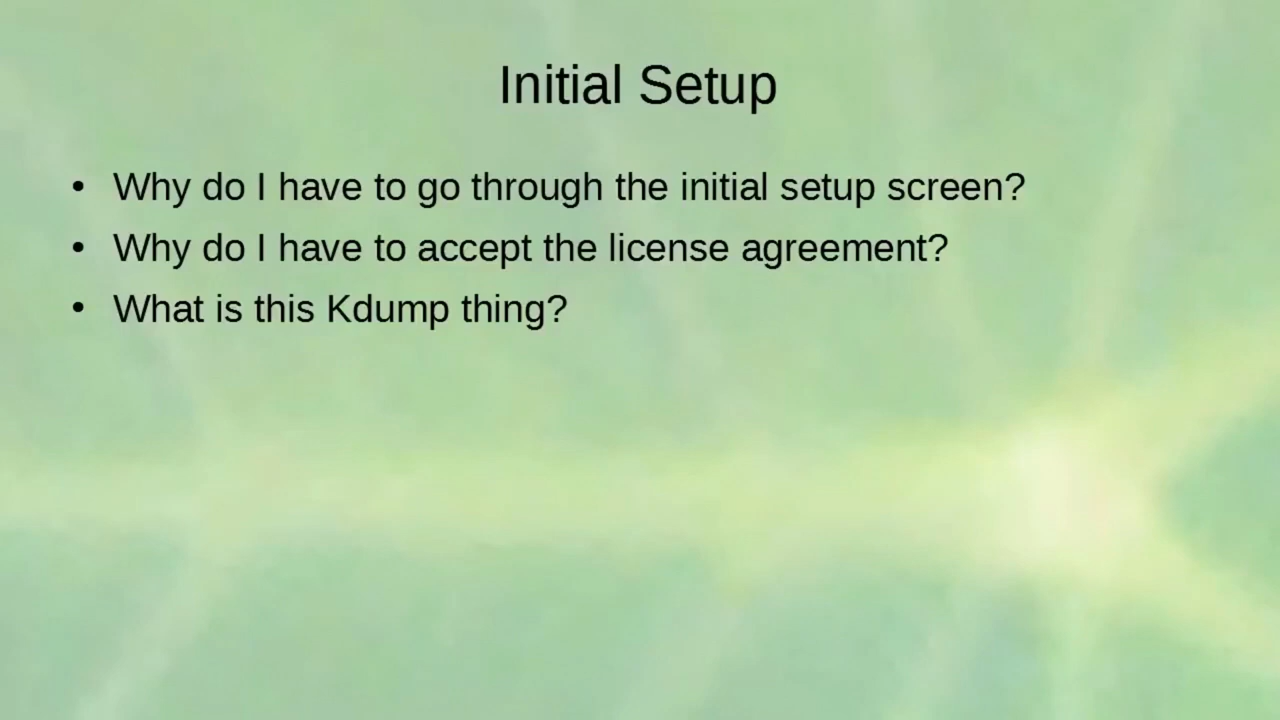 Initial Setup
• Why do I have to go through the initial setup screen?
• Why do I have to accept the license agreement?
• What is this Kdump thing?